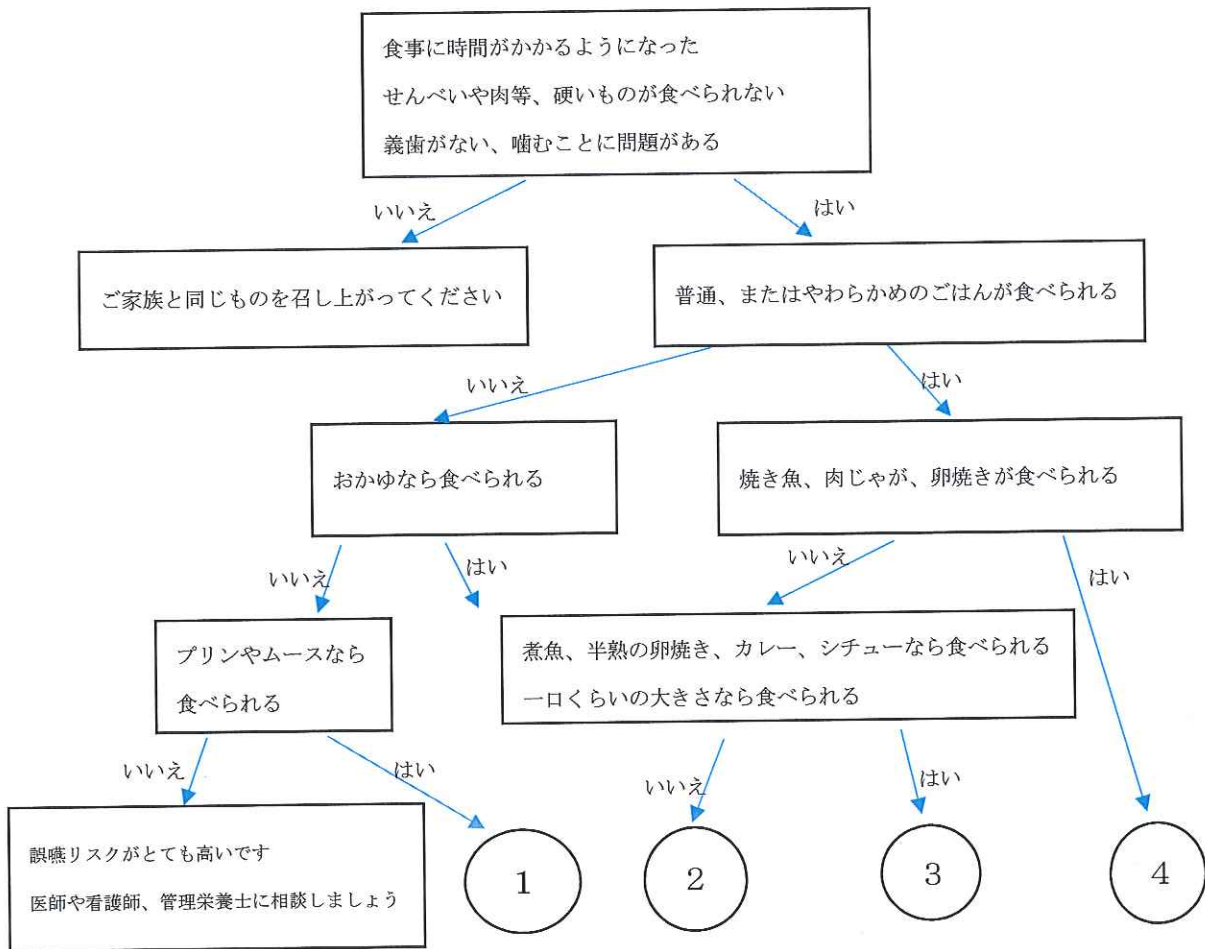 食事に時間がかかるようになった
せんべいや肉等、硬いものが食べられない
義歯がない、噛むことに問題がある
いいえ
はい
ご家族と同じものを召し上がってください
普通、またはやわらかめのごはんが食べられる
いいえ
はい
おかゆなら食べられる
焼き魚、肉じゃが、卵焼きが食べられる
いいえ
はい
いいえ
はい
プリンやムースなら
食べられる
煮魚、半熟の卵焼き、カレー、シチューなら食べられる
一口くらいの大きさなら食べられる
いいえ
はい
いいえ
はい
誤嚥リスクがとても高いです
医師や看護師、管理栄養士に相談しましょう
1
2
3
4